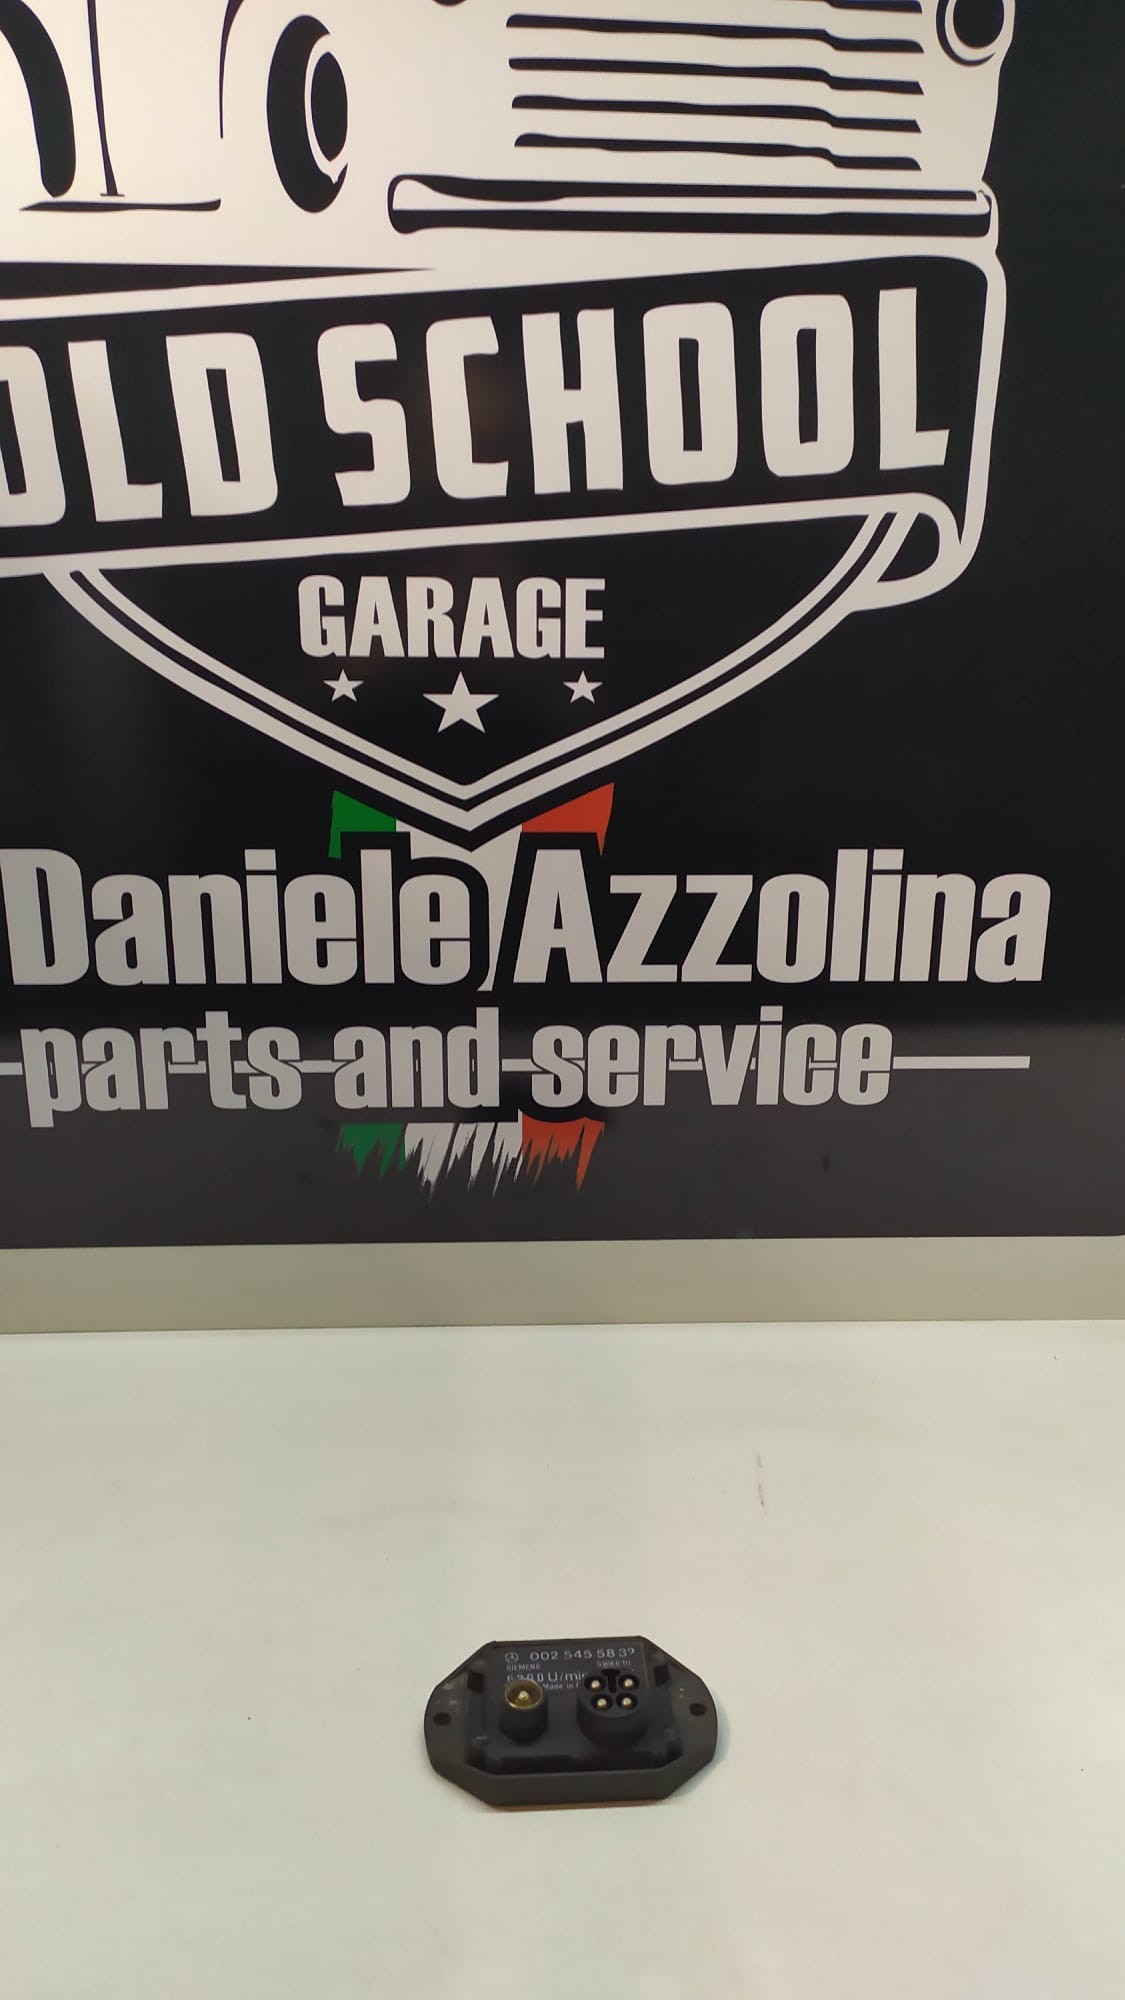 OLD SCHOOL
GARAGE
Daniele Azzolina
parts and service
002 545 58 32
SIEMENS
U/min
Made in